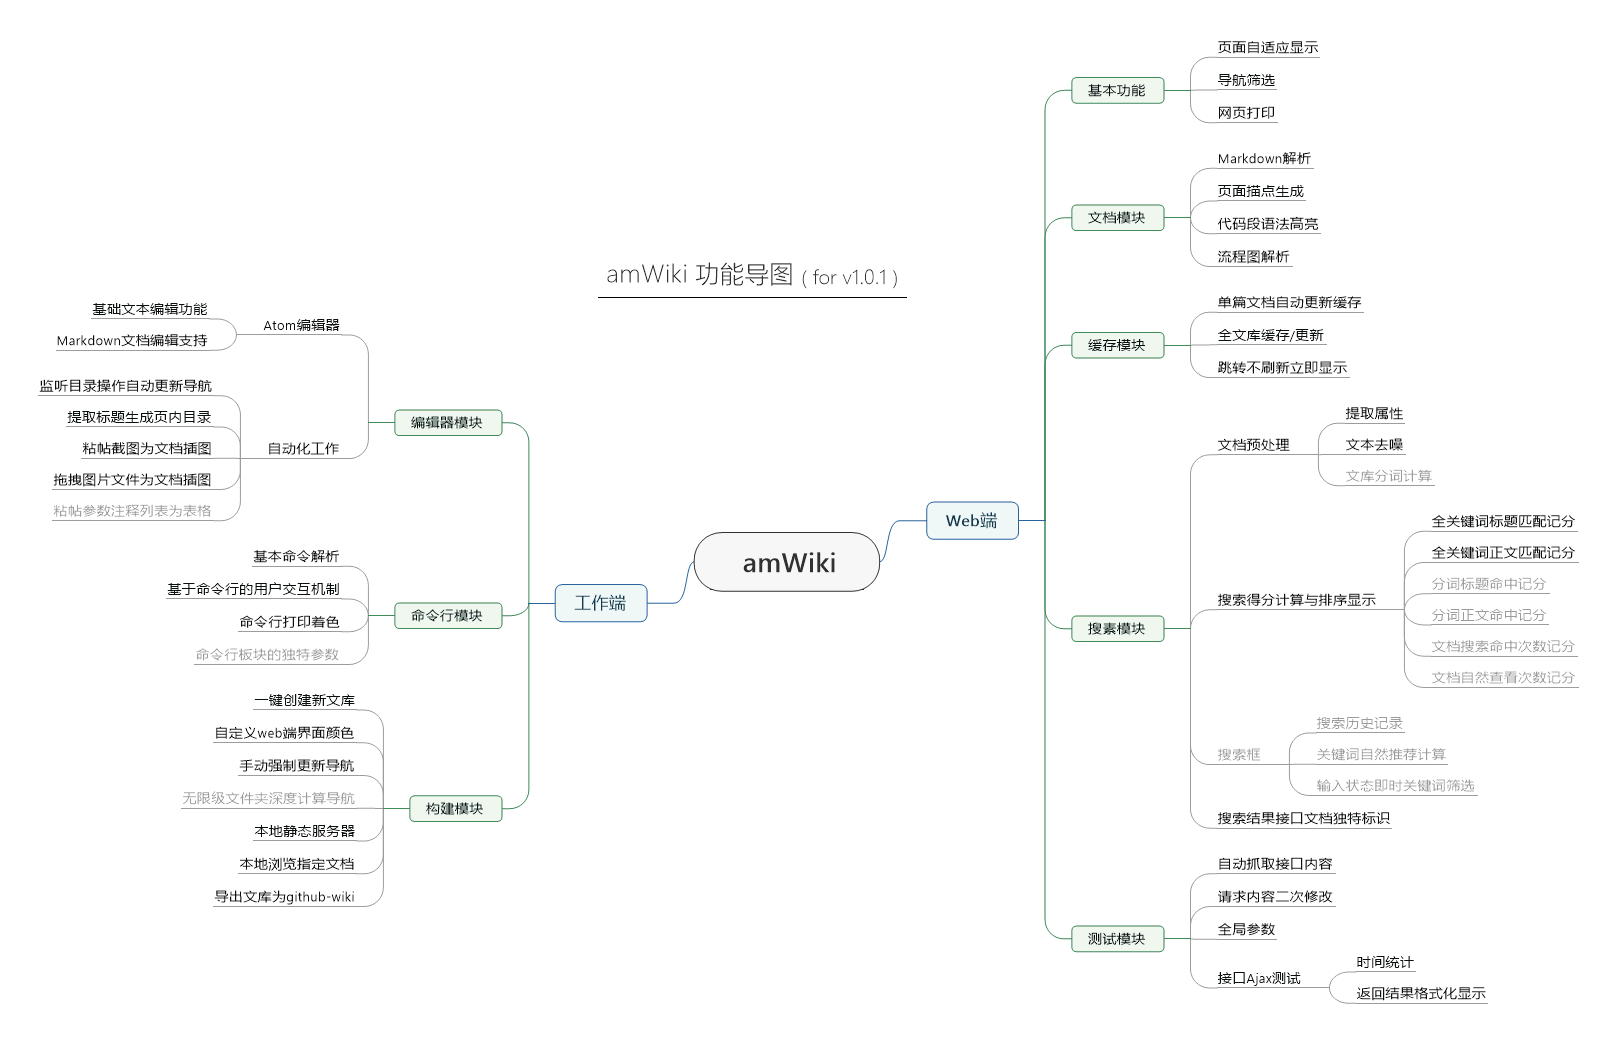 amWiki 功能导图 ( for v1.0.1 )
amWiki
工作端
编辑器模块
Atom编辑器
基础文本编辑功能
Markdown文档编辑支持
自动化工作
监听目录操作自动更新导航
提取标题生成页内目录
粘帖截图为文档插图
拖拽图片文件为文档插图
粘帖参数注释列表为表格
命令行模块
基本命令解析
基于命令行的用户交互机制
命令行打印着色
命令行板块的独特参数
构建模块
一键创建新文库
自定义web端界面颜色
手动强制更新导航
无限级文件夹深度计算导航
本地静态服务器
本地浏览指定文档
导出文库为github-wiki
Web端
基本功能
页面自适应显示
导航筛选
网页打印
文档模块
Markdown解析
页面描点生成
代码段语法高亮
流程图解析
缓存模块
单篇文档自动更新缓存
全文库缓存/更新
跳转不刷新立即显示
搜素模块
文档预处理
提取属性
文本去噪
文库分词计算
搜索得分计算与排序显示
全关键词标题匹配记分
全关键词正文匹配记分
分词标题命中记分
分词正文命中记分
文档搜索命中次数记分
文档自然查看次数记分
搜索框
搜索历史记录
关键词自然推荐计算
输入状态即时关键词筛选
搜索结果接口文档独特标识
测试模块
自动抓取接口内容
请求内容二次修改
全局参数
接口Ajax测试
时间统计
返回结果格式化显示